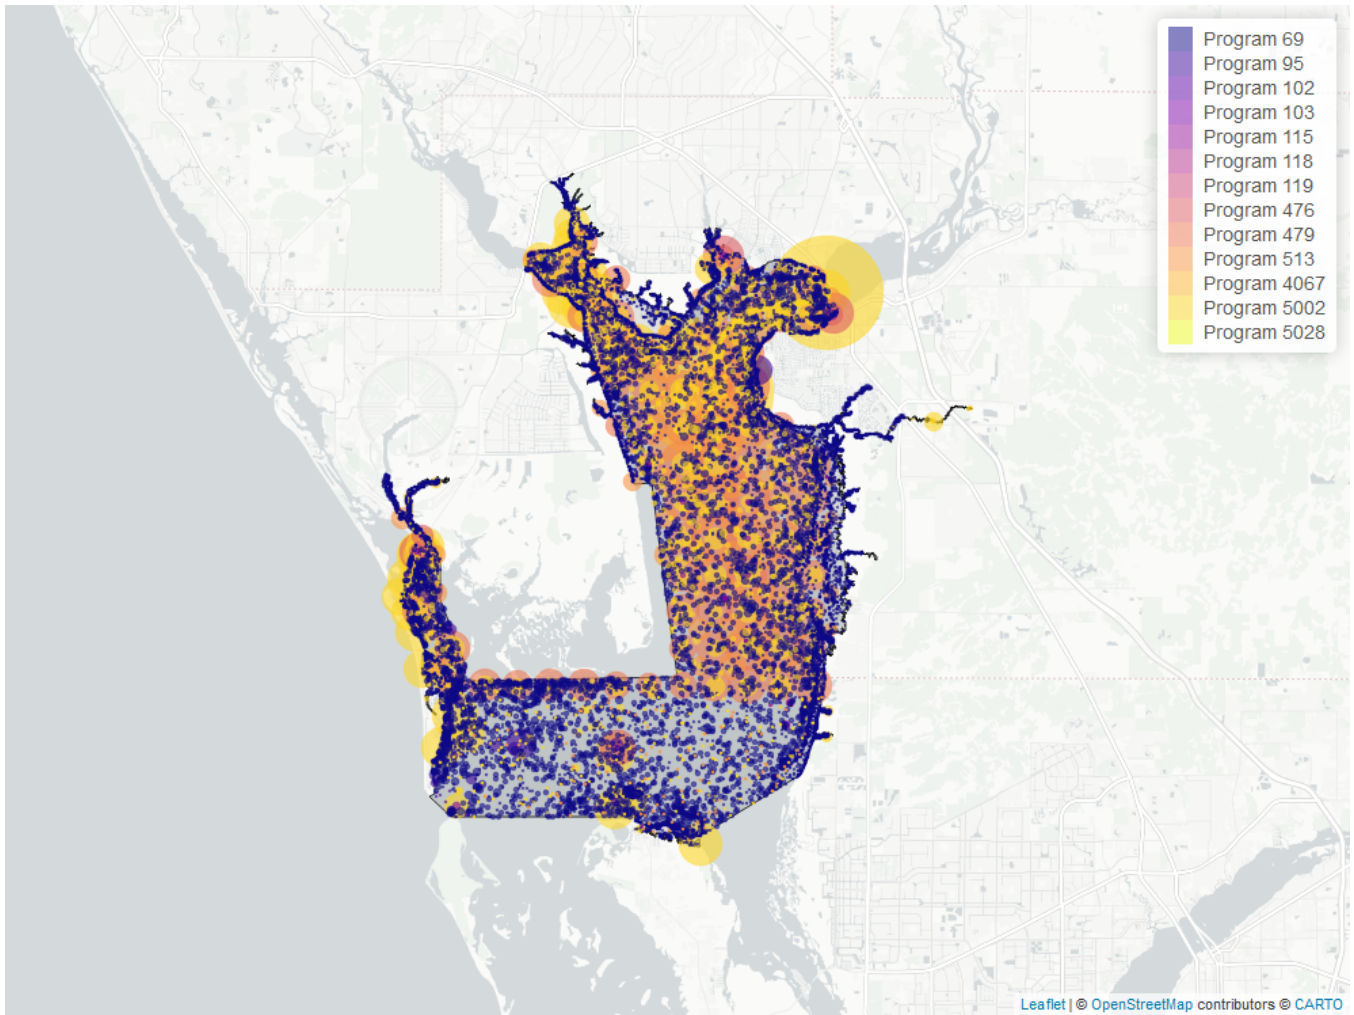 Program 69
Program 95
Program 102
Program 103
Program 115
Program 118
Program 119
Program 476
Program 479
Program 513
Program 4067
Program 5002
Program 5028
Leaflet | © OpenStreetMap contributors © CARTO